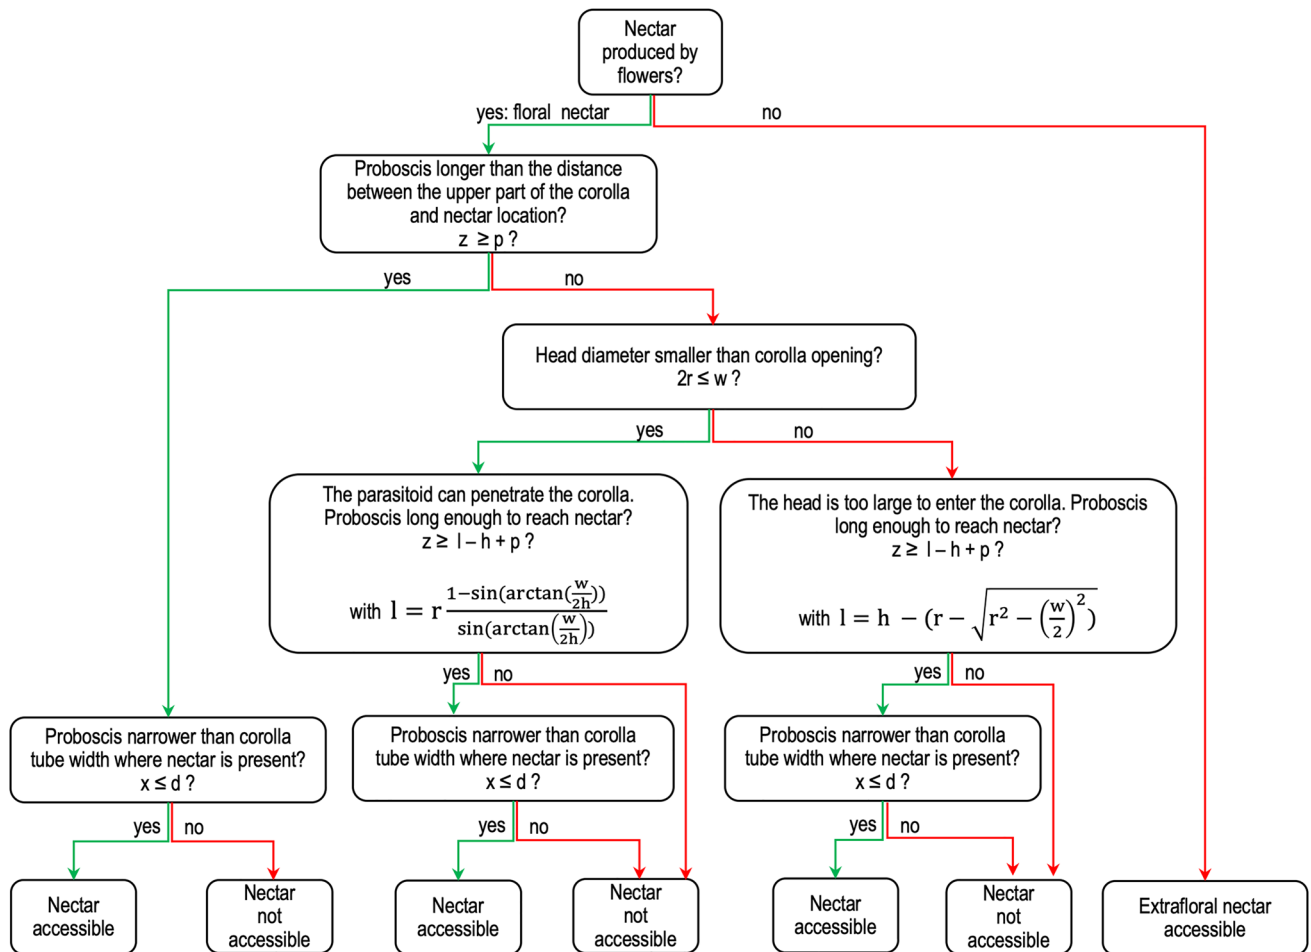 Nectar
produced by
flowers?
yes: floral nectar
no
Proboscis longer than the distance
between the upper part of the corolla
and nectar location?
z ≥ p ?
yes
no
Head diameter smaller than corolla opening?
2r ≤ w ?
yes
no
The parasitoid can penetrate the corolla.
Proboscis long enough to reach nectar?
z ≥ l – h + p ?
with l = r \frac{1−sin(arctan(\frac{w}{2h}))}{sin(arctan(\frac{w}{2h}))}
The head is too large to enter the corolla. Proboscis
long enough to reach nectar?
z ≥ l – h + p ?
with l = h − (r − \sqrt{r^2 − (\frac{w}{2})^2})
yes
no
yes
no
Proboscis narrower than corolla
tube width where nectar is present?
x ≤ d ?
Proboscis narrower than corolla
tube width where nectar is present?
x ≤ d ?
Proboscis narrower than corolla
tube width where nectar is present?
x ≤ d ?
yes
no
yes
no
yes
no
Nectar
accessible
Nectar
not
accessible
Nectar
accessible
Nectar
not
accessible
Nectar
accessible
Nectar
not
accessible
Extrafloral nectar
accessible